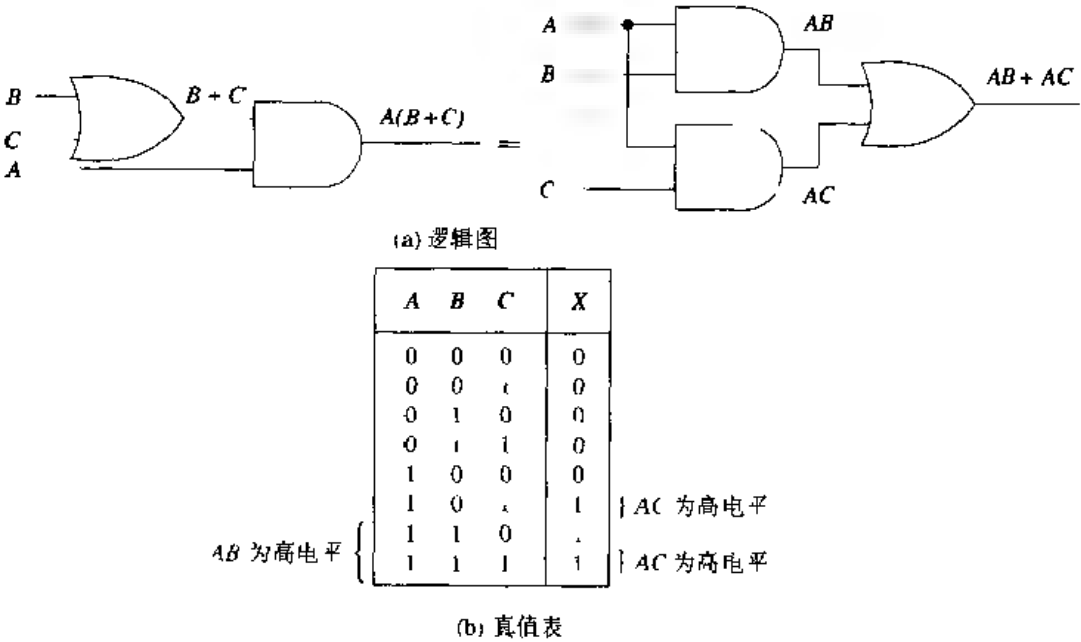 A
AB
B
B
B + C
AB + AC
A(B+C)
C
=
A
C
AC
(a) 逻辑图
A B C X
0 0 0 0
0 0 0
0 1 0 0
0 1 0
1 0 0 0
1 0 1 } AC 为高电平
1 1 0
AB 为高电平 {
1 1 1 1 } AC 为高电平
(b) 真值表